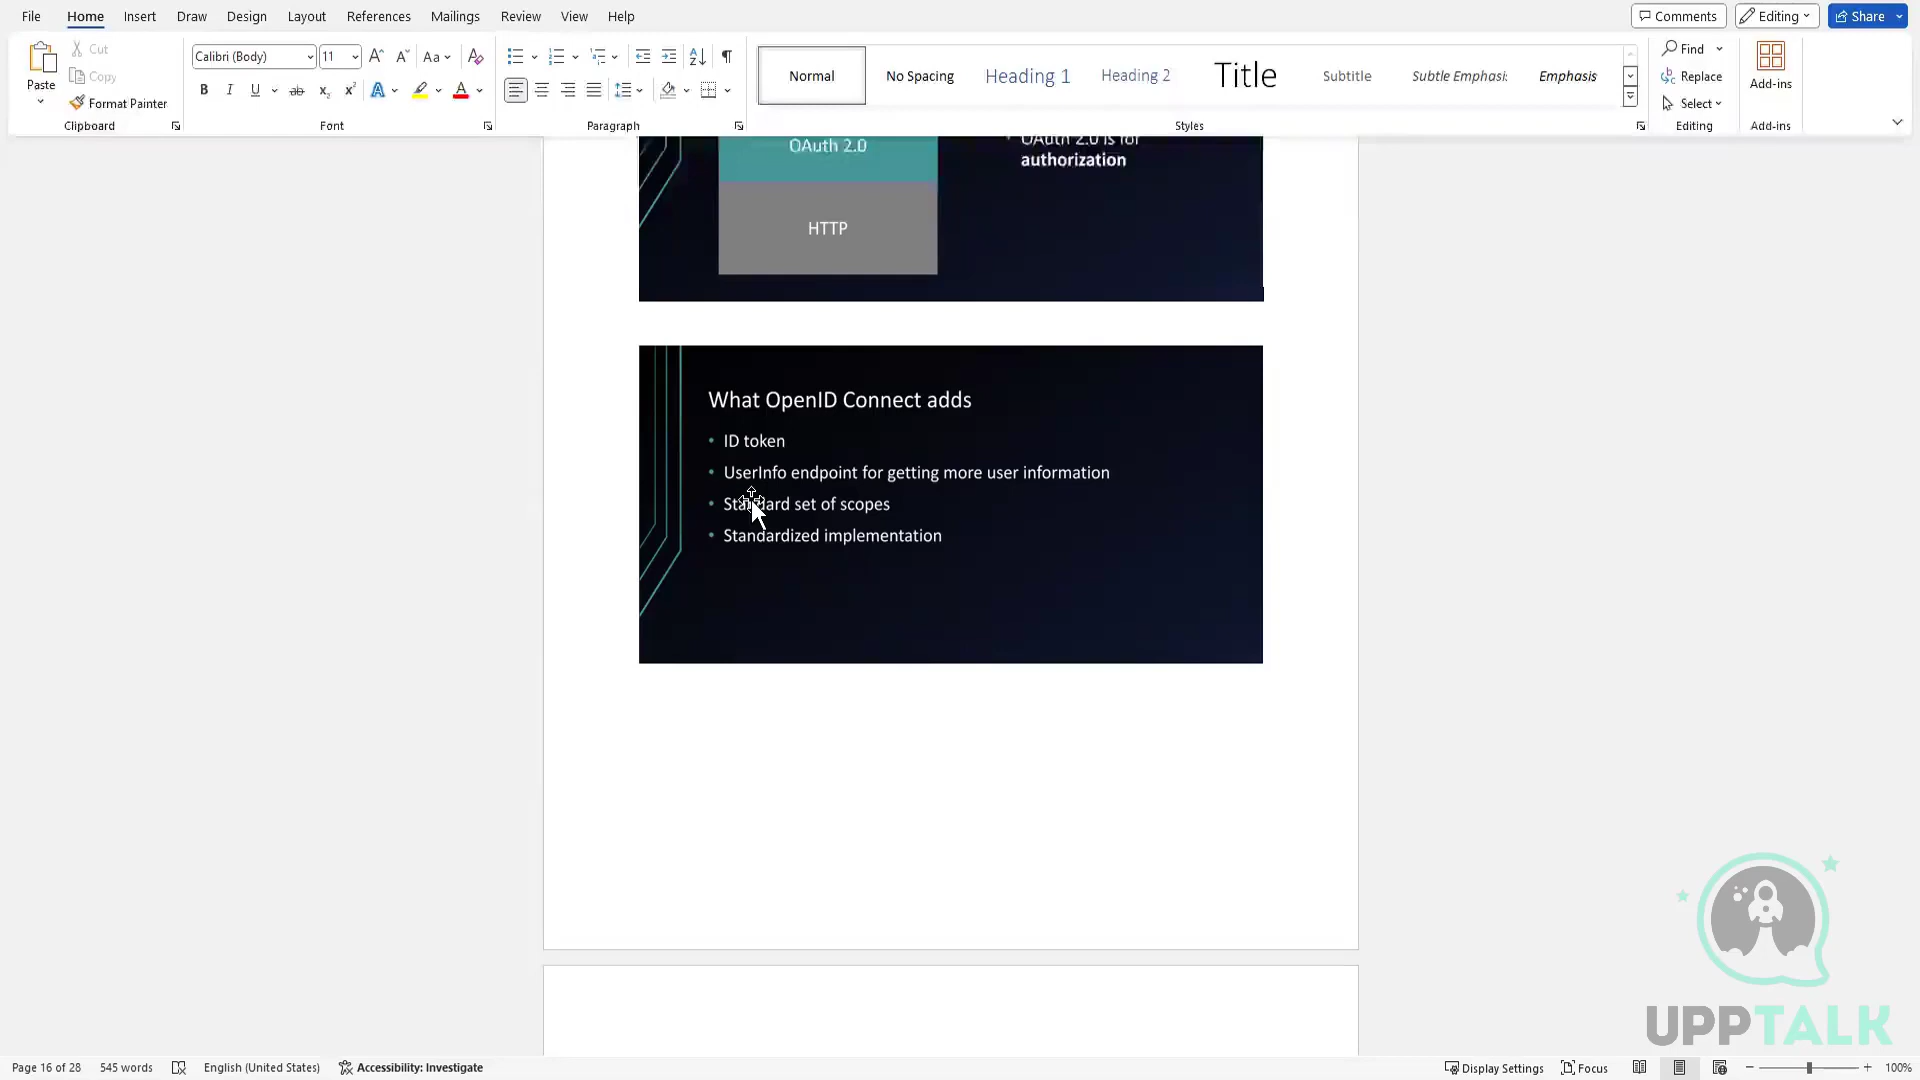 File Home Insert Draw Design Layout References Mailings Review View Help Comments Editing Share
Paste Cut Copy Format Painter Clipboard
Calibri (Body) 11 Aa
B I U ab x₂ x² A A Font
Paragraph
Normal No Spacing Heading 1 Heading 2 Title Subtitle Subtle Emphasis Emphasis
Styles
Find Replace Select Editing
Add-ins
Add-ins
OAuth 2.0
HTTP
OAuth 2.0 is for
authorization
What OpenID Connect adds
• ID token
• UserInfo endpoint for getting more user information
• Standard set of scopes
• Standardized implementation
UPPTALK
Page 16 of 28 545 words English (United States) Accessibility: Investigate Display Settings Focus 100%